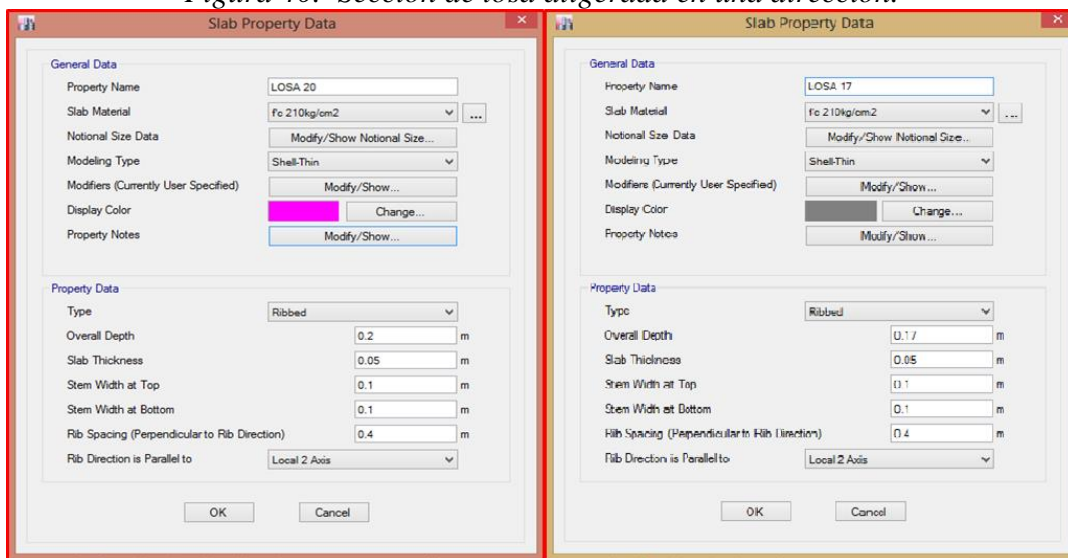 Figura 40. Sección de losa aligerada en una dirección.
Slab Property Data
General Data
Property Name LOSA 20
Slab Material f'c 210kg/cm2 ...
Notional Size Data Modify/Show Notional Size...
Modeling Type Shell-Thin
Modifiers (Currently User Specified) Modify/Show...
Display Color Change...
Property Notes Modify/Show...
Property Data
Type Ribbed
Overall Depth 0.2 m
Slab Thickness 0.05 m
Stem Width at Top 0.1 m
Stem Width at Bottom 0.1 m
Rib Spacing (Perpendicular to Rib Direction) 0.4 m
Rib Direction is Parallel to Local 2 Axis
OK Cancel
Slab Property Data
General Data
Property Name LOSA 17
Slab Material f'c 210kg/cm2 ...
Notional Size Data Modify/Show Notional Size...
Modeling Type Shell-Thin
Modifiers (Currently User Specified) Modify/Show...
Display Color Change...
Property Notes Modify/Show...
Property Data
Type Ribbed
Overall Depth 0.17 m
Slab Thickness 0.05 m
Stem Width at Top 0.1 m
Stem Width at Bottom 0.1 m
Rib Spacing (Perpendicular to Rib Direction) 0.4 m
Rib Direction is Parallel to Local 2 Axis
OK Cancel